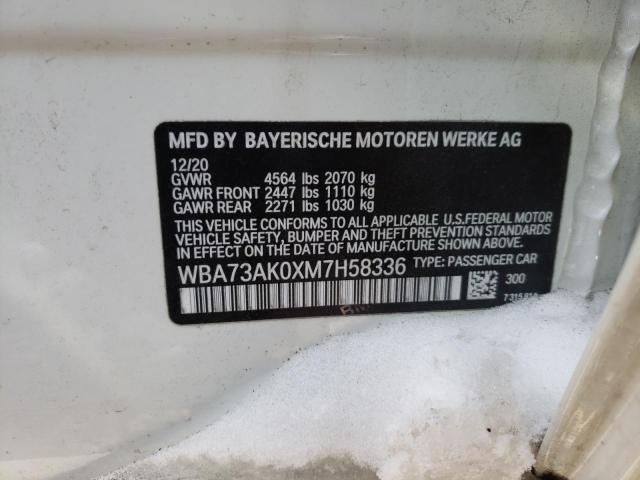 MFD BY BAYERISCHE MOTOREN WERKE AG
12/20
GVWR 4564 lbs 2070 kg
GAWR FRONT 2447 lbs 1110 kg
GAWR REAR 2271 lbs 1030 kg
THIS VEHICLE CONFORMS TO ALL APPLICABLE U.S.FEDERAL MOTOR
VEHICLE SAFETY, BUMPER, AND THEFT PREVENTION STANDARDS
IN EFFECT ON THE DATE OF MANUFACTURE SHOWN ABOVE.
WBA73AK0XM7H58336 TYPE: PASSENGER CAR
300